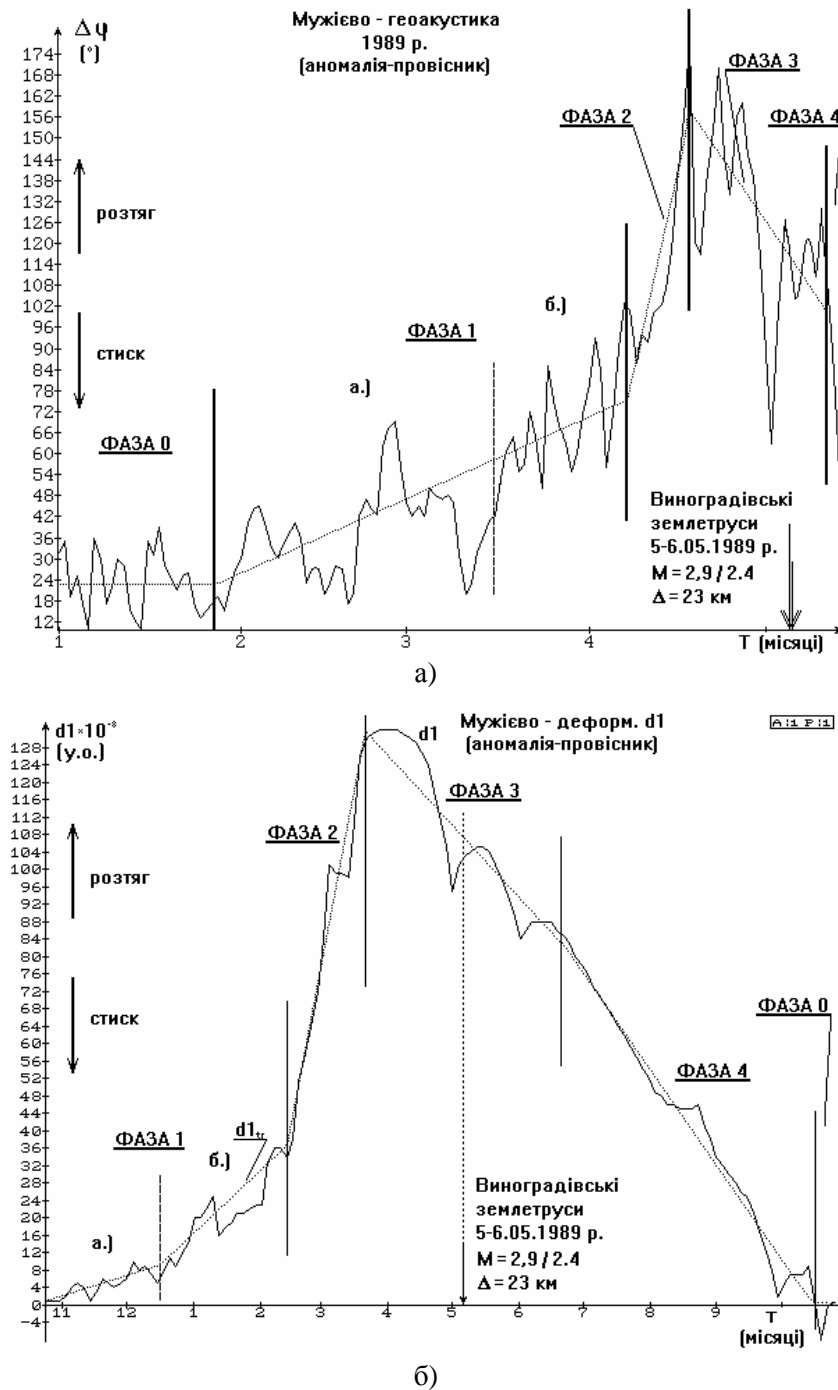 Δφ
(°)
Мужієво - геоакустика
1989 р.
(аномалія-провісник)
174
168
162
156
150
144
138
132
126
120
114
108
102
96
90
84
78
72
66
60
54
48
42
36
30
24
18
12
розтяг
стиск
ФАЗА 0
а.)
ФАЗА 1
б.)
ФАЗА 2
ФАЗА 3
ФАЗА 4
Виноградівські
землетруси
5-6.05.1989 р.
М = 2,9 / 2.4
Δ = 23 км
1
2
3
4
Т (місяці)
а)
d1×10⁻⁸
(у.о.)
Мужієво - деформ. d1
(аномалія-провісник)
A:1 P:1
128
124
120
116
112
108
104
100
96
92
88
84
80
76
72
68
64
60
56
52
48
44
40
36
32
28
24
20
16
12
8
4
0
-4
розтяг
стиск
d1
ФАЗА 3
ФАЗА 2
ФАЗА 0
ФАЗА 4
ФАЗА 1
d1tr
б.)
а.)
Виноградівські
землетруси
5-6.05.1989 р.
М = 2,9 / 2.4
Δ = 23 км
11
12
1
2
3
4
5
6
7
8
9
Т
(місяці)
б)